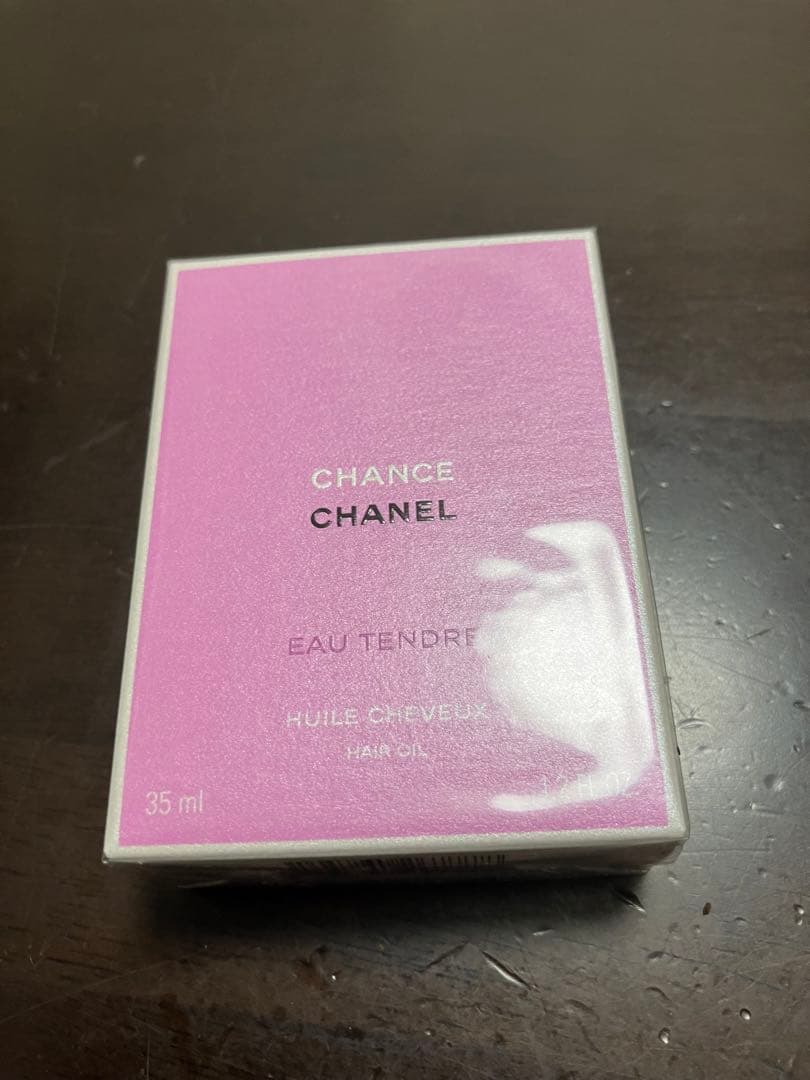 CHANCE
CHANEL
EAU TENDRE
HUILE CHEVEUX
HAIR OIL
35 ml